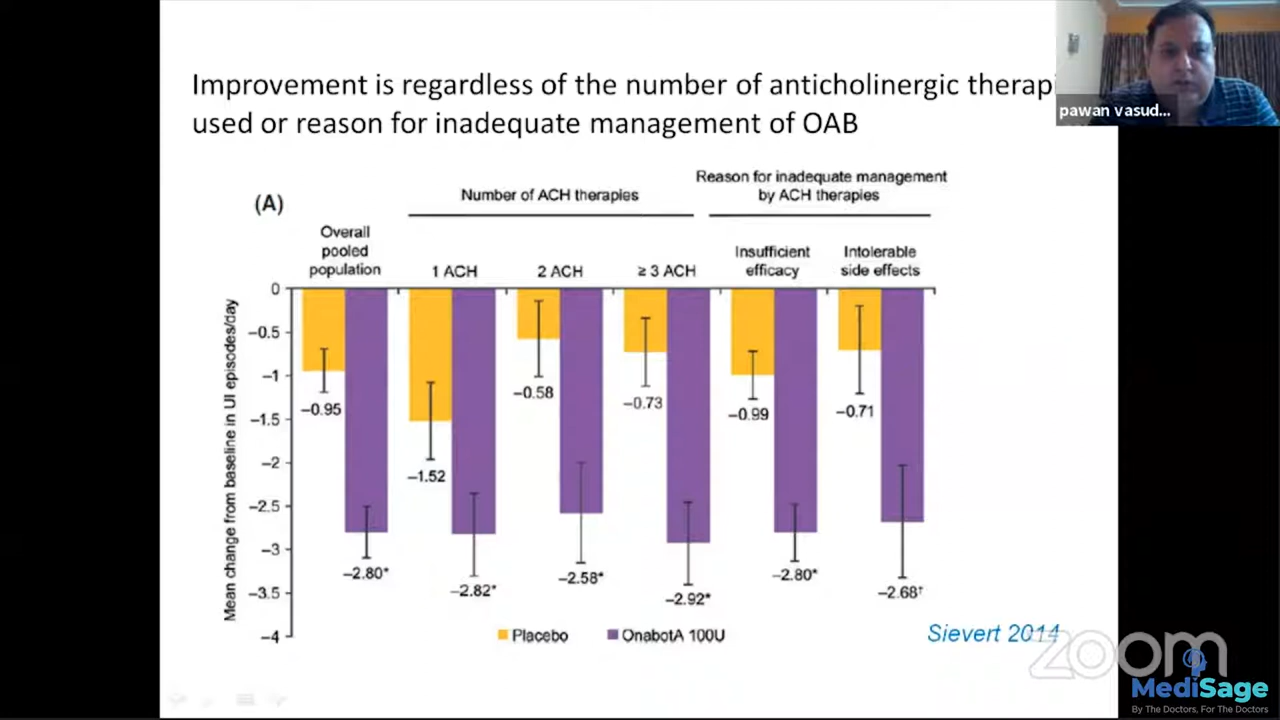 Improvement is regardless of the number of anticholinergic therapi
used or reason for inadequate management of OAB
pawan vasud...
(A)
Number of ACH therapies
Reason for inadequate management
by ACH therapies
Overall
pooled
population
1 ACH
2 ACH
≥ 3 ACH
Insufficient
efficacy
Intolerable
side effects
Mean change from baseline in UI episodes/day
0
–0.5
–1
–1.5
–2
–2.5
–3
–3.5
–4
–0.95
–2.80*
–1.52
–2.82*
–0.58
–2.58*
–0.73
–2.92*
–0.99
–2.80*
–0.71
–2.68†
Placebo
OnabotA 100U
Sievert 2014
zoom
MediSage
By The Doctors, For The Doctors